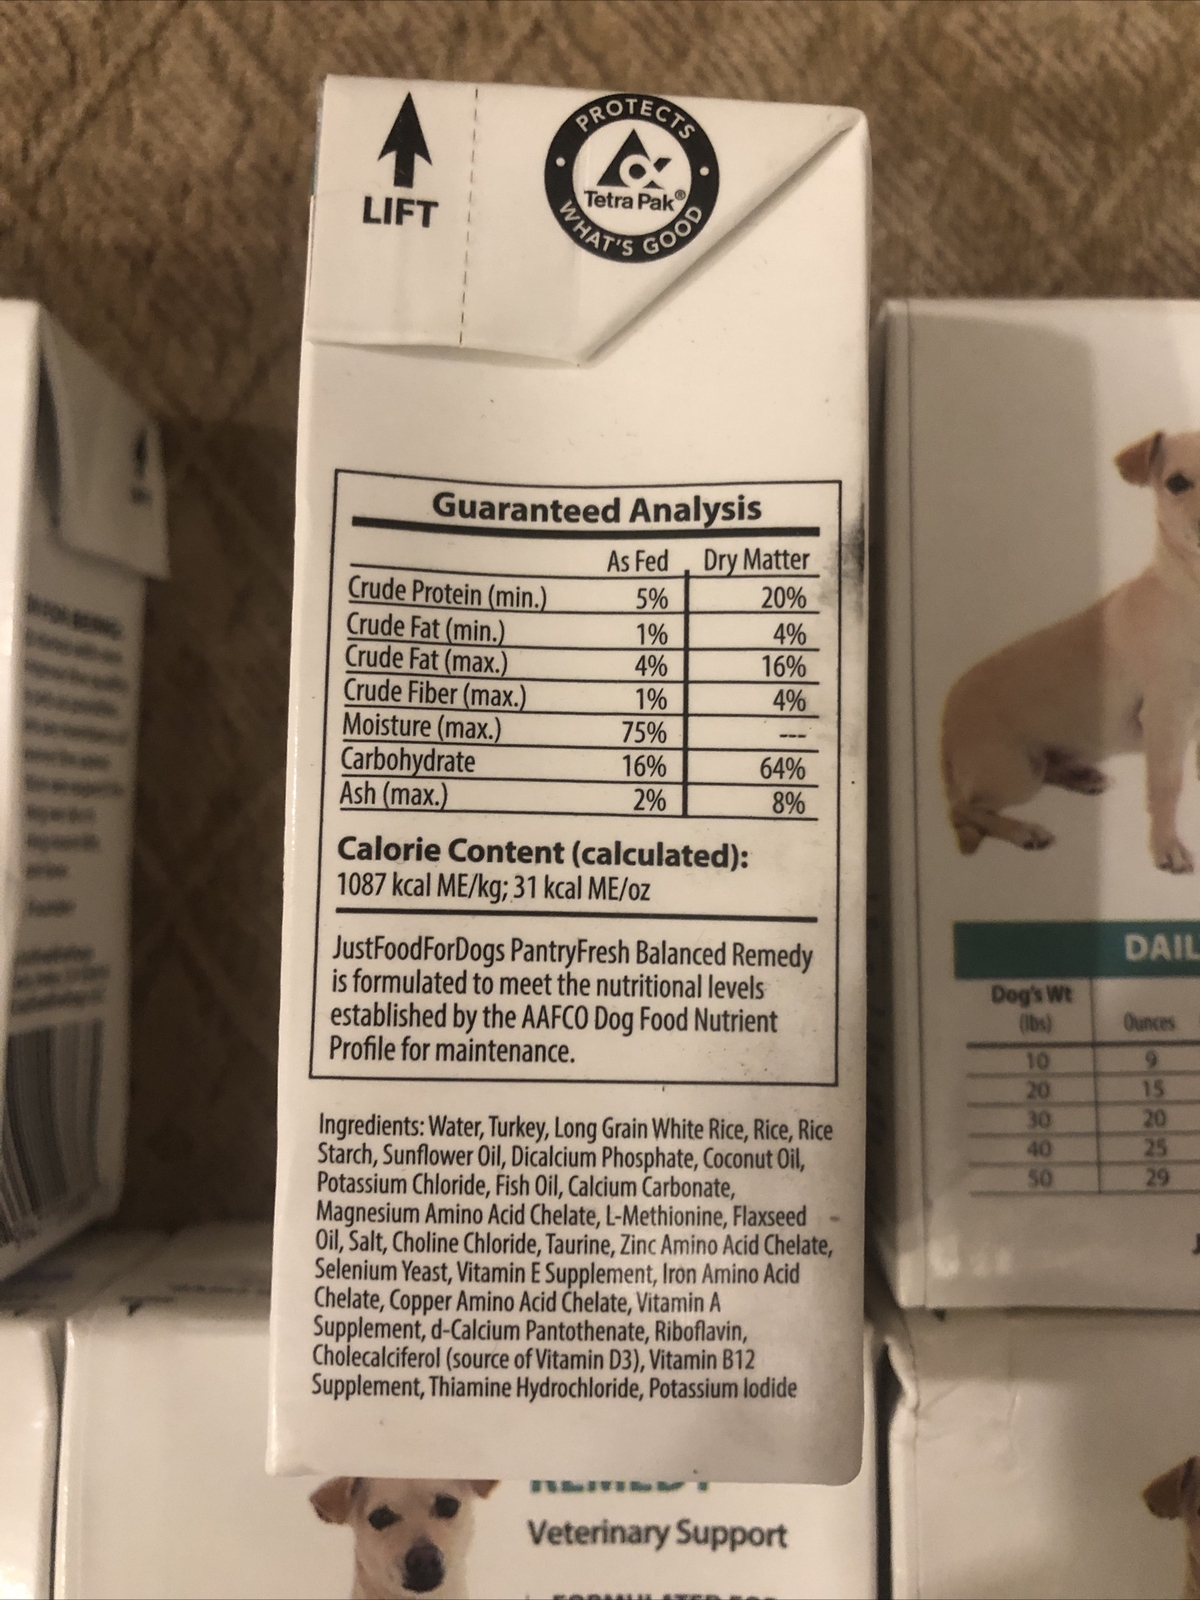 LIFT
PROTECTS
Tetra Pak®
WHAT'S GOOD
Guaranteed Analysis
As Fed Dry Matter
Crude Protein (min.) 5% 20%
Crude Fat (min.) 1% 4%
Crude Fat (max.) 4% 16%
Crude Fiber (max.) 1% 4%
Moisture (max.) 75% ---
Carbohydrate 16% 64%
Ash (max.) 2% 8%
Calorie Content (calculated):
1087 kcal ME/kg; 31 kcal ME/oz
JustFoodForDogs PantryFresh Balanced Remedy
is formulated to meet the nutritional levels
established by the AAFCO Dog Food Nutrient
Profile for maintenance.
Ingredients: Water, Turkey, Long Grain White Rice, Rice, Rice
Starch, Sunflower Oil, Dicalcium Phosphate, Coconut Oil,
Potassium Chloride, Fish Oil, Calcium Carbonate,
Magnesium Amino Acid Chelate, L-Methionine, Flaxseed
Oil, Salt, Choline Chloride, Taurine, Zinc Amino Acid Chelate,
Selenium Yeast, Vitamin E Supplement, Iron Amino Acid
Chelate, Copper Amino Acid Chelate, Vitamin A
Supplement, d-Calcium Pantothenate, Riboflavin,
Cholecalciferol (source of Vitamin D3), Vitamin B12
Supplement, Thiamine Hydrochloride, Potassium Iodide
DAIL
Dog's Wt
(lbs) Ounces
10 9
20 15
30 20
40 25
50 29
Veterinary Support